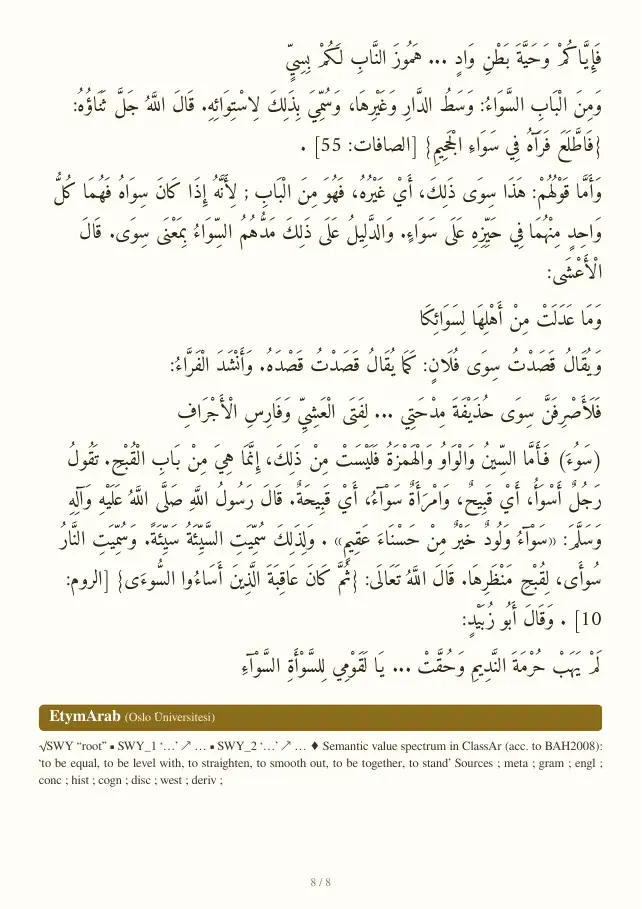 فَإِيَّاكُمْ وَحَيَّةَ بَطْنِ وَادٍ ... هَمُوزَ النَّابِ لَكُمْ بِسِيِّ
وَمِنَ الْبَابِ السَّوَاءُ: وَسَطُ الدَّارِ وَغَيْرِهَا، وَسُمِّيَ بِذَلِكَ لِاسْتِوَائِهِ. قَالَ اللَّهُ جَلَّ ثَنَاؤُهُ:
{فَاطَّلَعَ فَرَآهُ فِي سَوَاءِ الْجَحِيمِ} [الصافات: 55] .
وَأَمَّا قَوْلُهُمْ: هَذَا سِوَى ذَلِكَ، أَيْ غَيْرُهُ، فَهُوَ مِنَ الْبَابِ ; لِأَنَّهُ إِذَا كَانَ سِوَاهُ فَهُمَا كُلُّ
وَاحِدٍ مِنْهُمَا فِي حَيِّزِهِ عَلَى سَوَاءٍ. وَالدَّلِيلُ عَلَى ذَلِكَ مَدُّهُمُ السِّوَاءُ بِمَعْنَى سِوَى. قَالَ
الْأَعْشَى:
وَمَا عَدَلَتْ مِنْ أَهْلِهَا لِسَوَائِكَا
وَيُقَالُ قَصَدْتُ سِوَى فُلَانٍ: كَمَا يُقَالُ قَصَدْتُ قَصْدَهُ. وَأَنْشَدَ الْفَرَّاءُ:
فَلَأَصْرِفَنَّ سِوَى حُذَيْفَةَ مِدْحَتِي ... لِفَتَى الْعَشِيِّ وَفَارِسِ الْأَجْرَافِ
(سَوُءَ) فَأَمَّا السِّينُ وَالْوَاوُ وَالْهَمْزَةُ فَلَيْسَتْ مِنْ ذَلِكَ، إِنَّمَا هِيَ مِنْ بَابِ الْقُبْحِ. تَقُولُ
رَجُلٌ أَسْوَأُ، أَيْ قَبِيحٌ، وَامْرَأَةٌ سَوْآءُ، أَيْ قَبِيحَةٌ. قَالَ رَسُولُ اللَّهِ صَلَّى اللَّهُ عَلَيْهِ وَآلِهِ
وَسَلَّمَ: «سَوْآءُ وَلُودٌ خَيْرٌ مِنْ حَسْنَاءَ عَقِيمٍ» . وَلِذَلِكَ سُمِّيَتِ السَّيِّئَةُ سَيِّئَةً. وَسُمِّيَتِ النَّارُ
سُوأَى، لِقُبْحِ مَنْظَرِهَا. قَالَ اللَّهُ تَعَالَى: {ثُمَّ كَانَ عَاقِبَةَ الَّذِينَ أَسَاءُوا السُّوءَى} [الروم:
10] . وَقَالَ أَبُو زُبَيْدٍ:
لَمْ يَهَبْ حُرْمَةَ النَّدِيمِ وَحُقَّتْ ... يَا لَقَوْمِي لِلسَّوْأَةِ السَّوْآءِ
EtymArab (Oslo Üniversitesi)
√SWY “root” ▪ SWY_1 ‘…’ ↗ … ▪ SWY_2 ‘…’ ↗ … ♦ Semantic value spectrum in ClassAr (acc. to BAH2008):
‘to be equal, to be level with, to straighten, to smooth out, to be together, to stand’ Sources ; meta ; gram ; engl ;
conc ; hist ; cogn ; disc ; west ; deriv ;
8 / 8